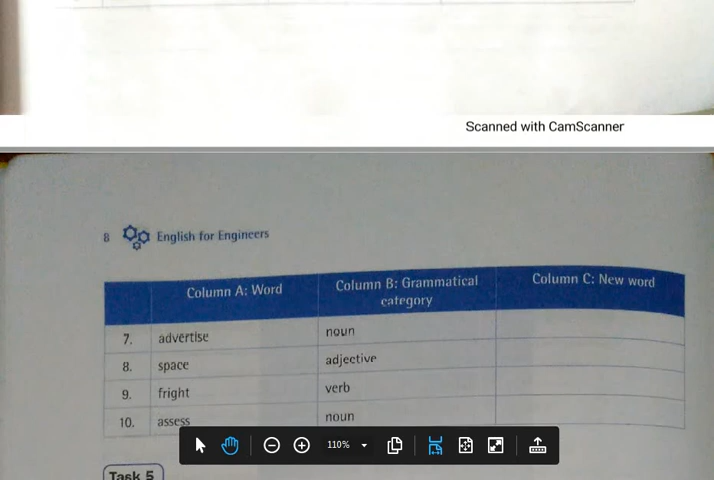 Scanned with CamScanner
8 English for Engineers
Column A: Word Column B: Grammatical category Column C: New word
7. advertise noun
8. space adjective
9. fright verb
10. assess noun
110%
Task 5